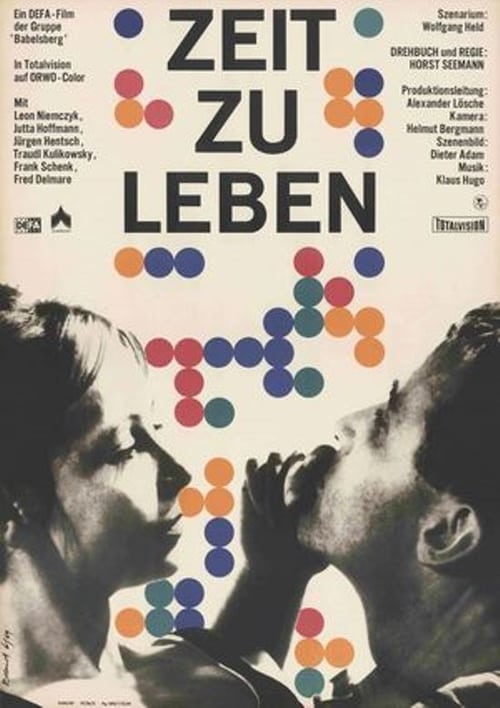 Ein DEFA-Film
der Gruppe
'Babelsberg'
In Totalvision
auf ORWO-Color
Mit
Leon Niemczyk,
Jutta Hoffmann,
Jürgen Hentsch,
Traudl Kulikowsky,
Frank Schenk,
Fred Delmare
DEFA
ZEIT
ZU
LEBEN
Szenarium:
Wolfgang Held
DREHBUCH und REGIE:
HORST SEEMANN
Produktionsleitung:
Alexander Lösche
Kamera:
Helmut Bergmann
Szenenbild:
Dieter Adam
Musik:
Klaus Hugo
TOTALVISION